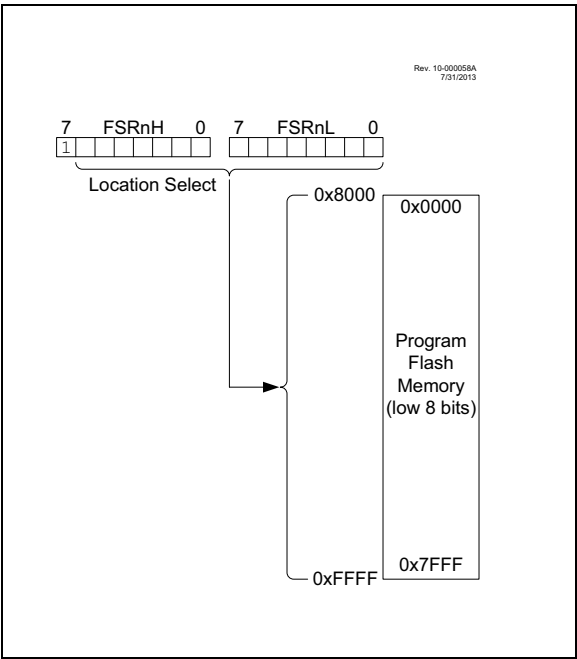 Rev. 10-000058A
7/31/2013
7 FSRnH 0 7 FSRnL 0
1
Location Select
0x8000
0x0000
Program
Flash
Memory
(low 8 bits)
0x7FFF
0xFFFF